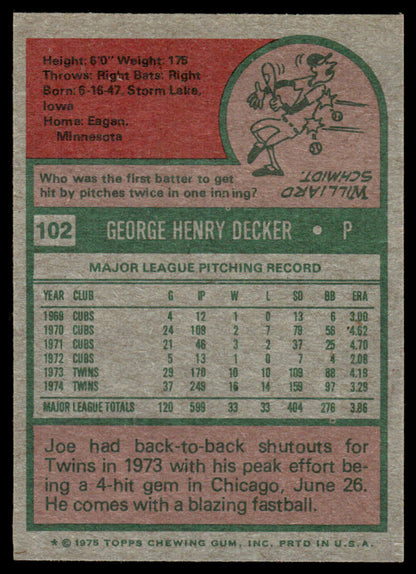 Height: 6'0" Weight: 175
Throws: Right Bats: Right
Born: 6-16-47, Storm Lake,
Iowa
Home: Eagan,
Minnesota
Who was the first batter to get
hit by pitches twice in one inning?
WILLIARD
SCHMIDT
102 GEORGE HENRY DECKER • P
MAJOR LEAGUE PITCHING RECORD
YEAR CLUB G IP W L SO BB ERA
1969 CUBS 4 12 1 0 13 6 3.00
1970 CUBS 24 109 2 7 79 56 4.62
1971 CUBS 21 46 3 2 37 25 4.70
1972 CUBS 5 13 1 0 7 4 2.08
1973 TWINS 29 170 10 10 109 88 4.18
1974 TWINS 37 249 16 14 159 97 3.29
MAJOR LEAGUE TOTALS 120 599 33 33 404 276 3.86
Joe had back-to-back shutouts for
Twins in 1973 with his peak effort be-
ing a 4-hit gem in Chicago, June 26.
He comes with a blazing fastball.
* © 1975 TOPPS CHEWING GUM, INC. PRTD IN U.S.A.